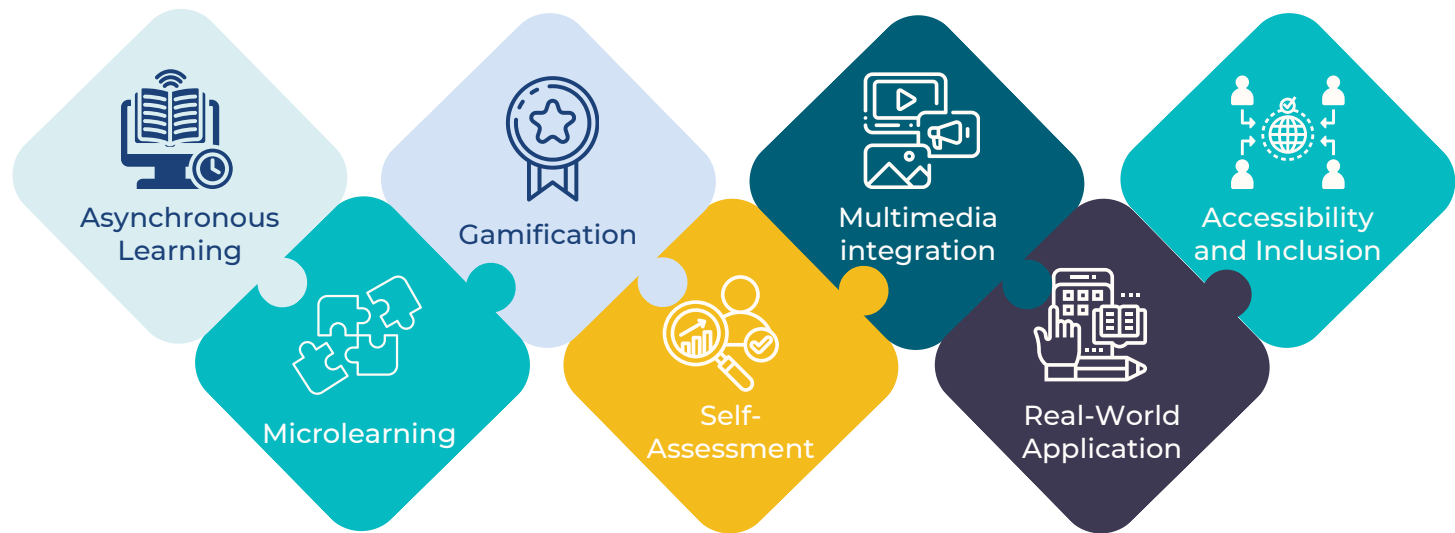 Asynchronous
Learning
Microlearning
Gamification
Self-
Assessment
Multimedia
integration
Real-World
Application
Accessibility
and Inclusion